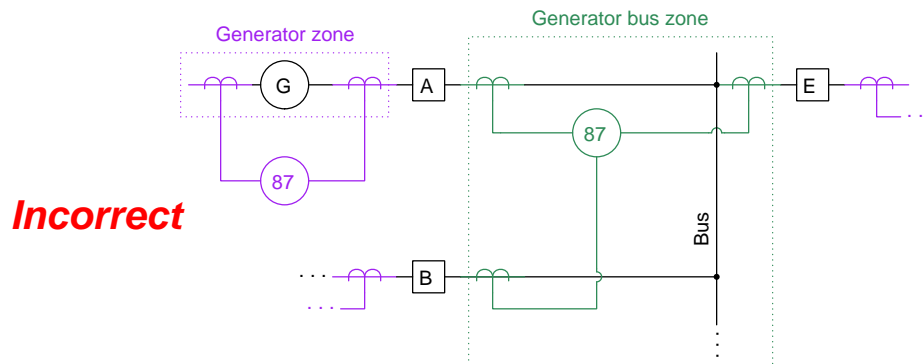 Generator bus zone
Generator zone
G
A
E
87
87
Incorrect
Bus
B